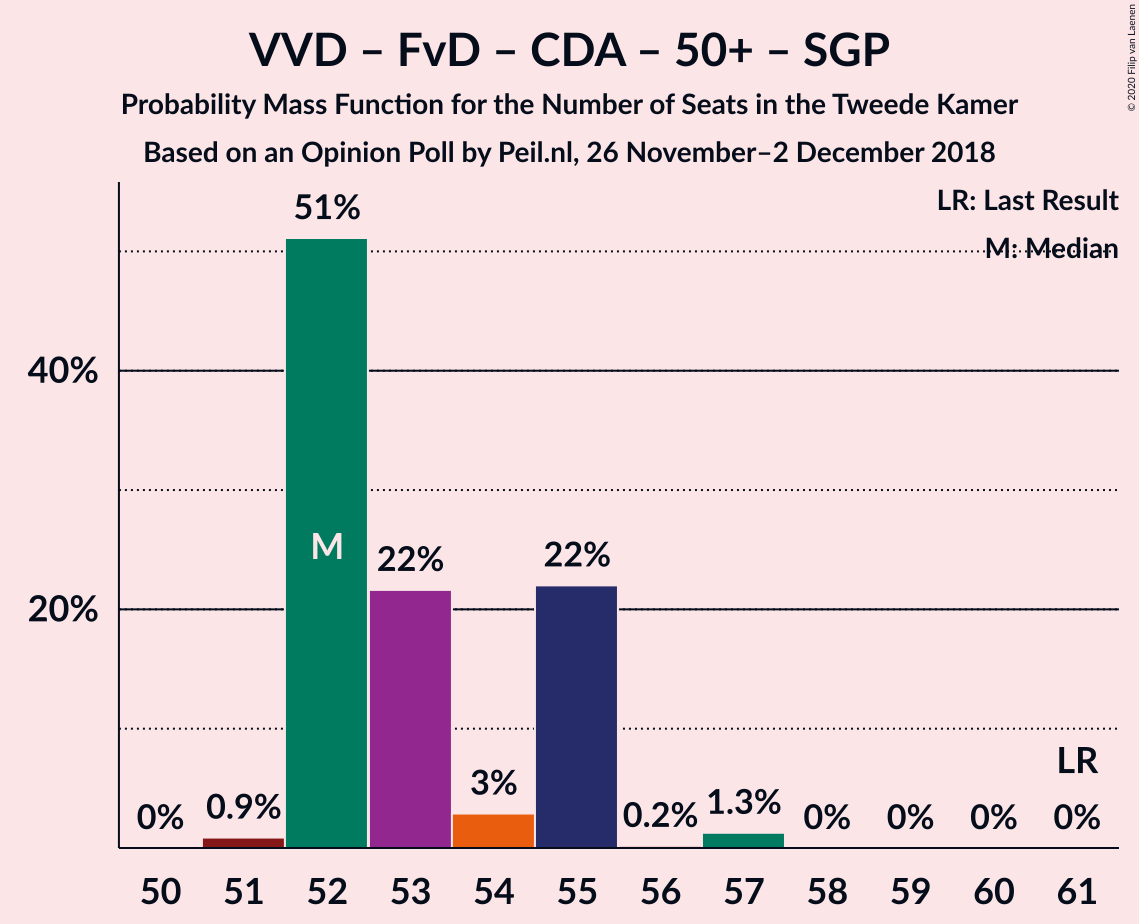 VVD – FvD – CDA – 50+ – SGP
Probability Mass Function for the Number of Seats in the Tweede Kamer
Based on an Opinion Poll by Peil.nl, 26 November–2 December 2018
© 2020 Filip van Laenen
LR: Last Result
M: Median
51%
40%
M
22%
22%
20%
LR
3%
0%
0.9%
0.2%
1.3%
0%
0%
0%
0%
50 51 52 53 54 55 56 57 58 59 60 61